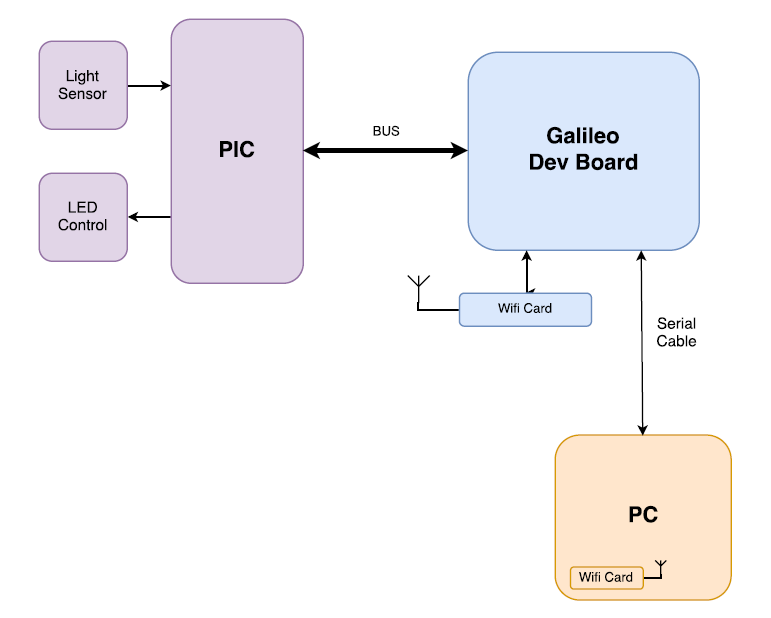 Light
Sensor
PIC
BUS
Galileo
Dev Board
LED
Control
Wifi Card
Serial
Cable
PC
Wifi Card